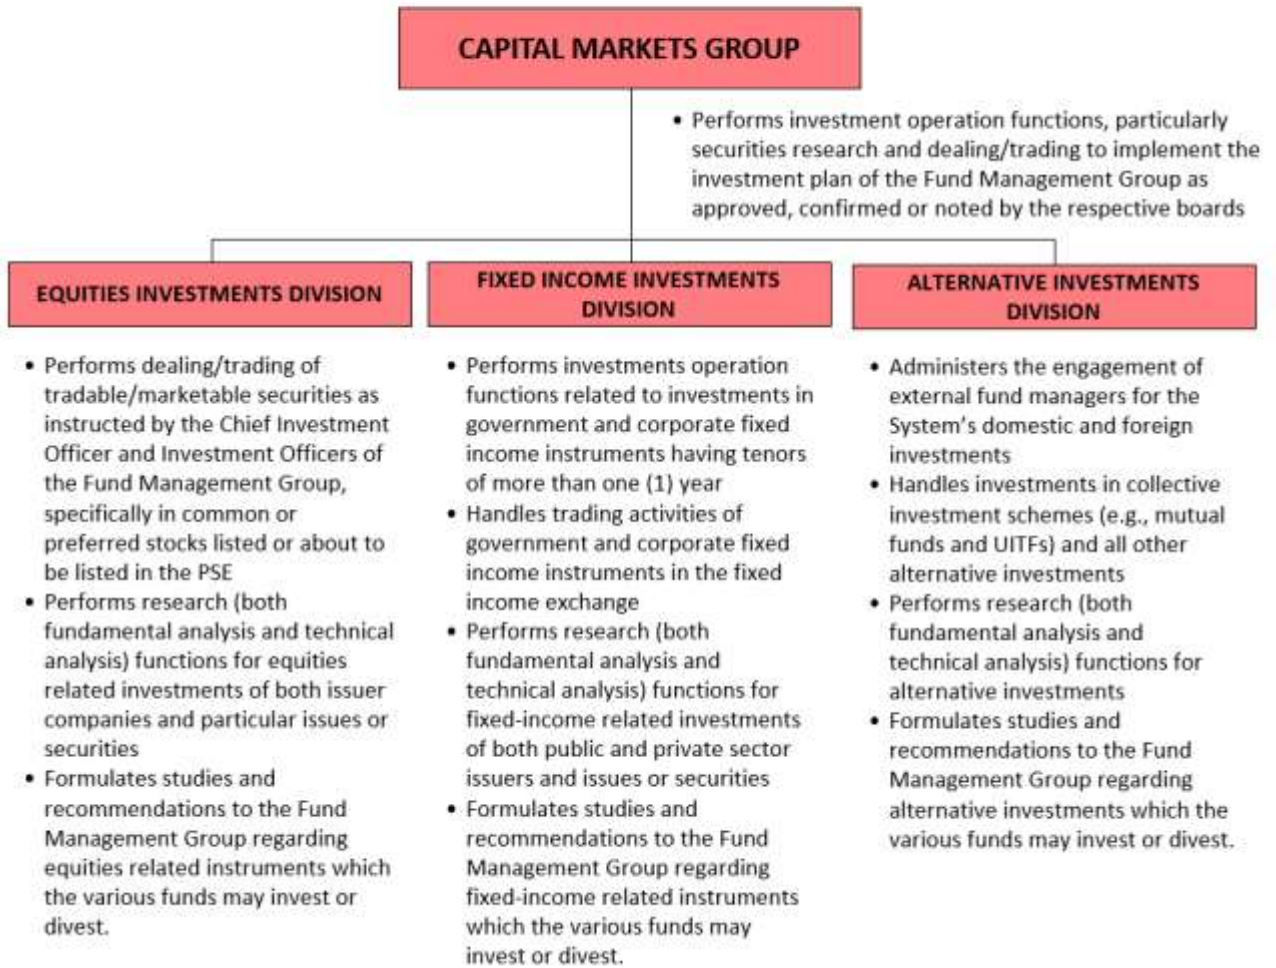 CAPITAL MARKETS GROUP
• Performs investment operation functions, particularly
securities research and dealing/trading to implement the
investment plan of the Fund Management Group as
approved, confirmed or noted by the respective boards
EQUITIES INVESTMENTS DIVISION
• Performs dealing/trading of
tradable/marketable securities as
instructed by the Chief Investment
Officer and Investment Officers of
the Fund Management Group,
specifically in common or
preferred stocks listed or about to
be listed in the PSE
• Performs research (both
fundamental analysis and technical
analysis) functions for equities
related investments of both issuer
companies and particular issues or
securities
• Formulates studies and
recommendations to the Fund
Management Group regarding
equities related instruments which
the various funds may invest or
divest.
FIXED INCOME INVESTMENTS
DIVISION
• Performs investments operation
functions related to investments in
government and corporate fixed
income instruments having tenors
of more than one (1) year
• Handles trading activities of
government and corporate fixed
income instruments in the fixed
income exchange
• Performs research (both
fundamental analysis and
technical analysis) functions for
fixed-income related investments
of both public and private sector
issuers and issues or securities
• Formulates studies and
recommendations to the Fund
Management Group regarding
fixed-income related instruments
which the various funds may
invest or divest.
ALTERNATIVE INVESTMENTS
DIVISION
• Administers the engagement of
external fund managers for the
System's domestic and foreign
investments
• Handles investments in collective
investment schemes (e.g., mutual
funds and UITFs) and all other
alternative investments
• Performs research (both
fundamental analysis and
technical analysis) functions for
alternative investments
• Formulates studies and
recommendations to the Fund
Management Group regarding
alternative investments which the
various funds may invest or divest.